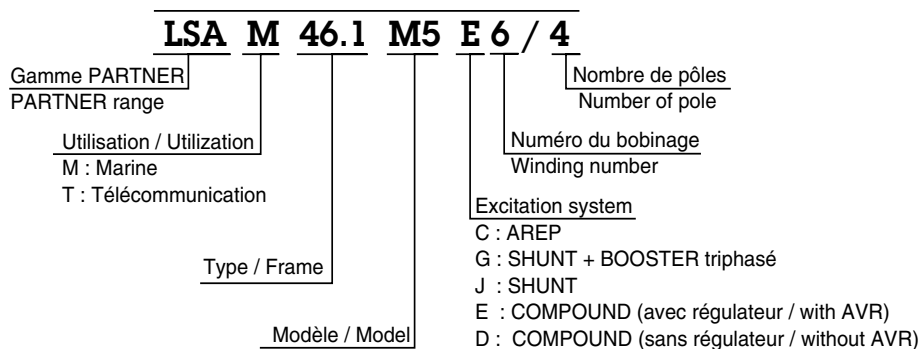 LSA M 46.1 M5 E 6 / 4
Gamme PARTNER
PARTNER range
Nombre de pôles
Number of pole
Utilisation / Utilization
M : Marine
T : Télécommunication
Numéro du bobinage
Winding number
Excitation system
C : AREP
G : SHUNT + BOOSTER triphasé
J : SHUNT
E : COMPOUND (avec régulateur / with AVR)
D : COMPOUND (sans régulateur / without AVR)
Type / Frame
Modèle / Model